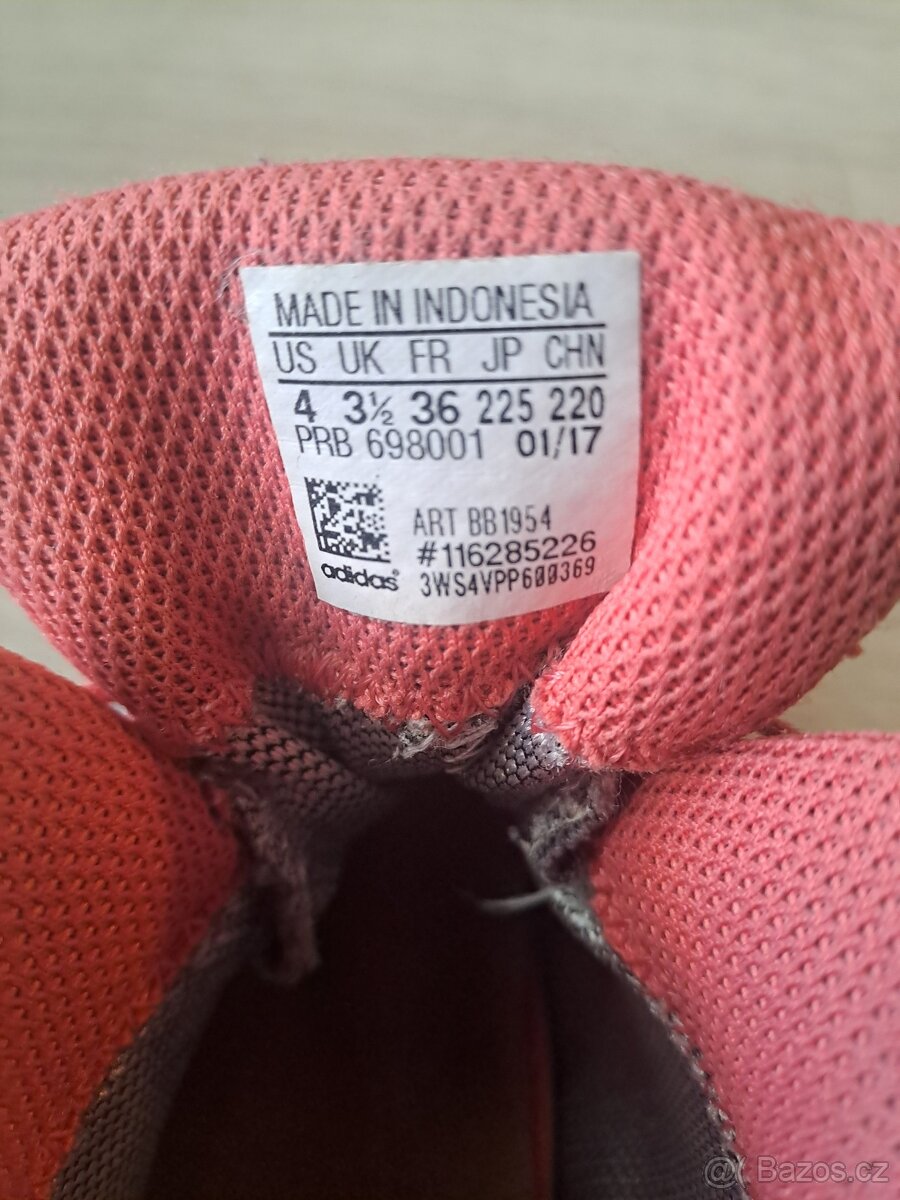 MADE IN INDONESIA
US UK FR JP CHN
4 3½ 36 225 220
PRB 698001 01/17
ART BB1954
#116285226
adidas® 3WS4VPP600369
@ Bazos.cz